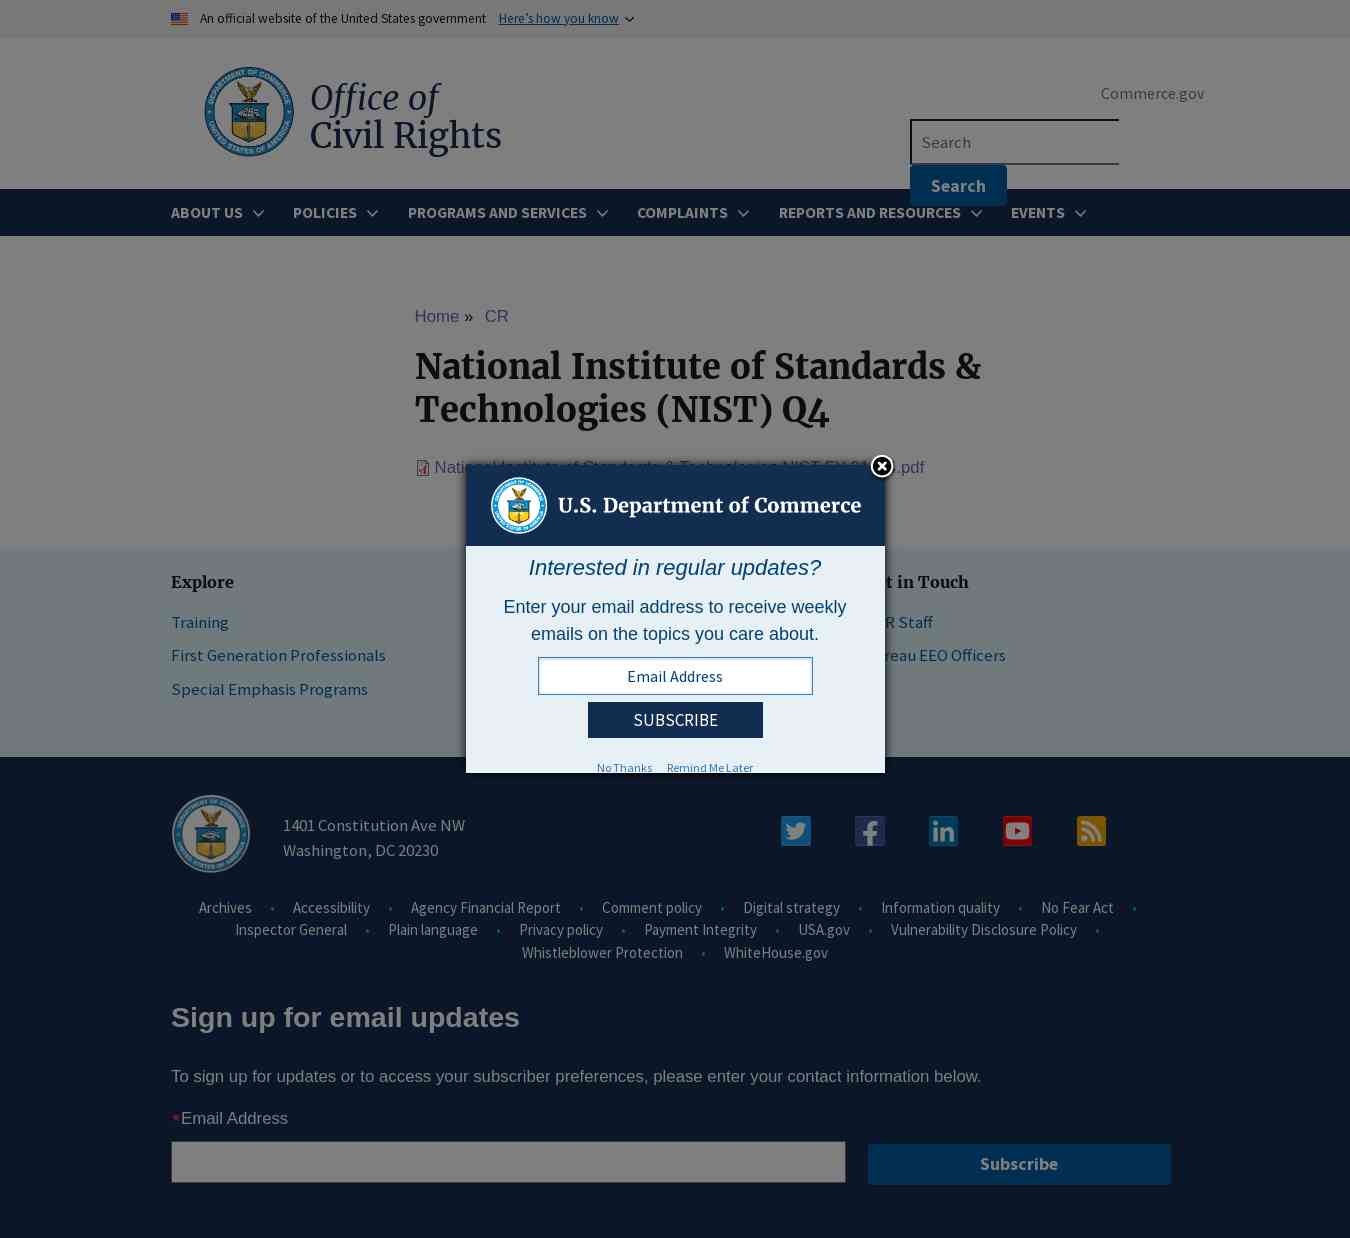 An official website of the United States government Here’s how you know
Office of
Civil Rights
Commerce.gov
Search
Search
ABOUT US POLICIES PROGRAMS AND SERVICES COMPLAINTS REPORTS AND RESOURCES EVENTS
Home » CR
National Institute of Standards &
Technologies (NIST) Q4
.pdf
U.S. Department of Commerce
Interested in regular updates?
Enter your email address to receive weekly
emails on the topics you care about.
Email Address
SUBSCRIBE
No Thanks Remind Me Later
Explore
Training
First Generation Professionals
Special Emphasis Programs
in Touch
Staff
EEO Officers
1401 Constitution Ave NW
Washington, DC 20230
Archives • Accessibility • Agency Financial Report • Comment policy • Digital strategy • Information quality • No Fear Act •
Inspector General • Plain language • Privacy policy • Payment Integrity • USA.gov • Vulnerability Disclosure Policy •
Whistleblower Protection • WhiteHouse.gov
Sign up for email updates
To sign up for updates or to access your subscriber preferences, please enter your contact information below.
*Email Address
Subscribe